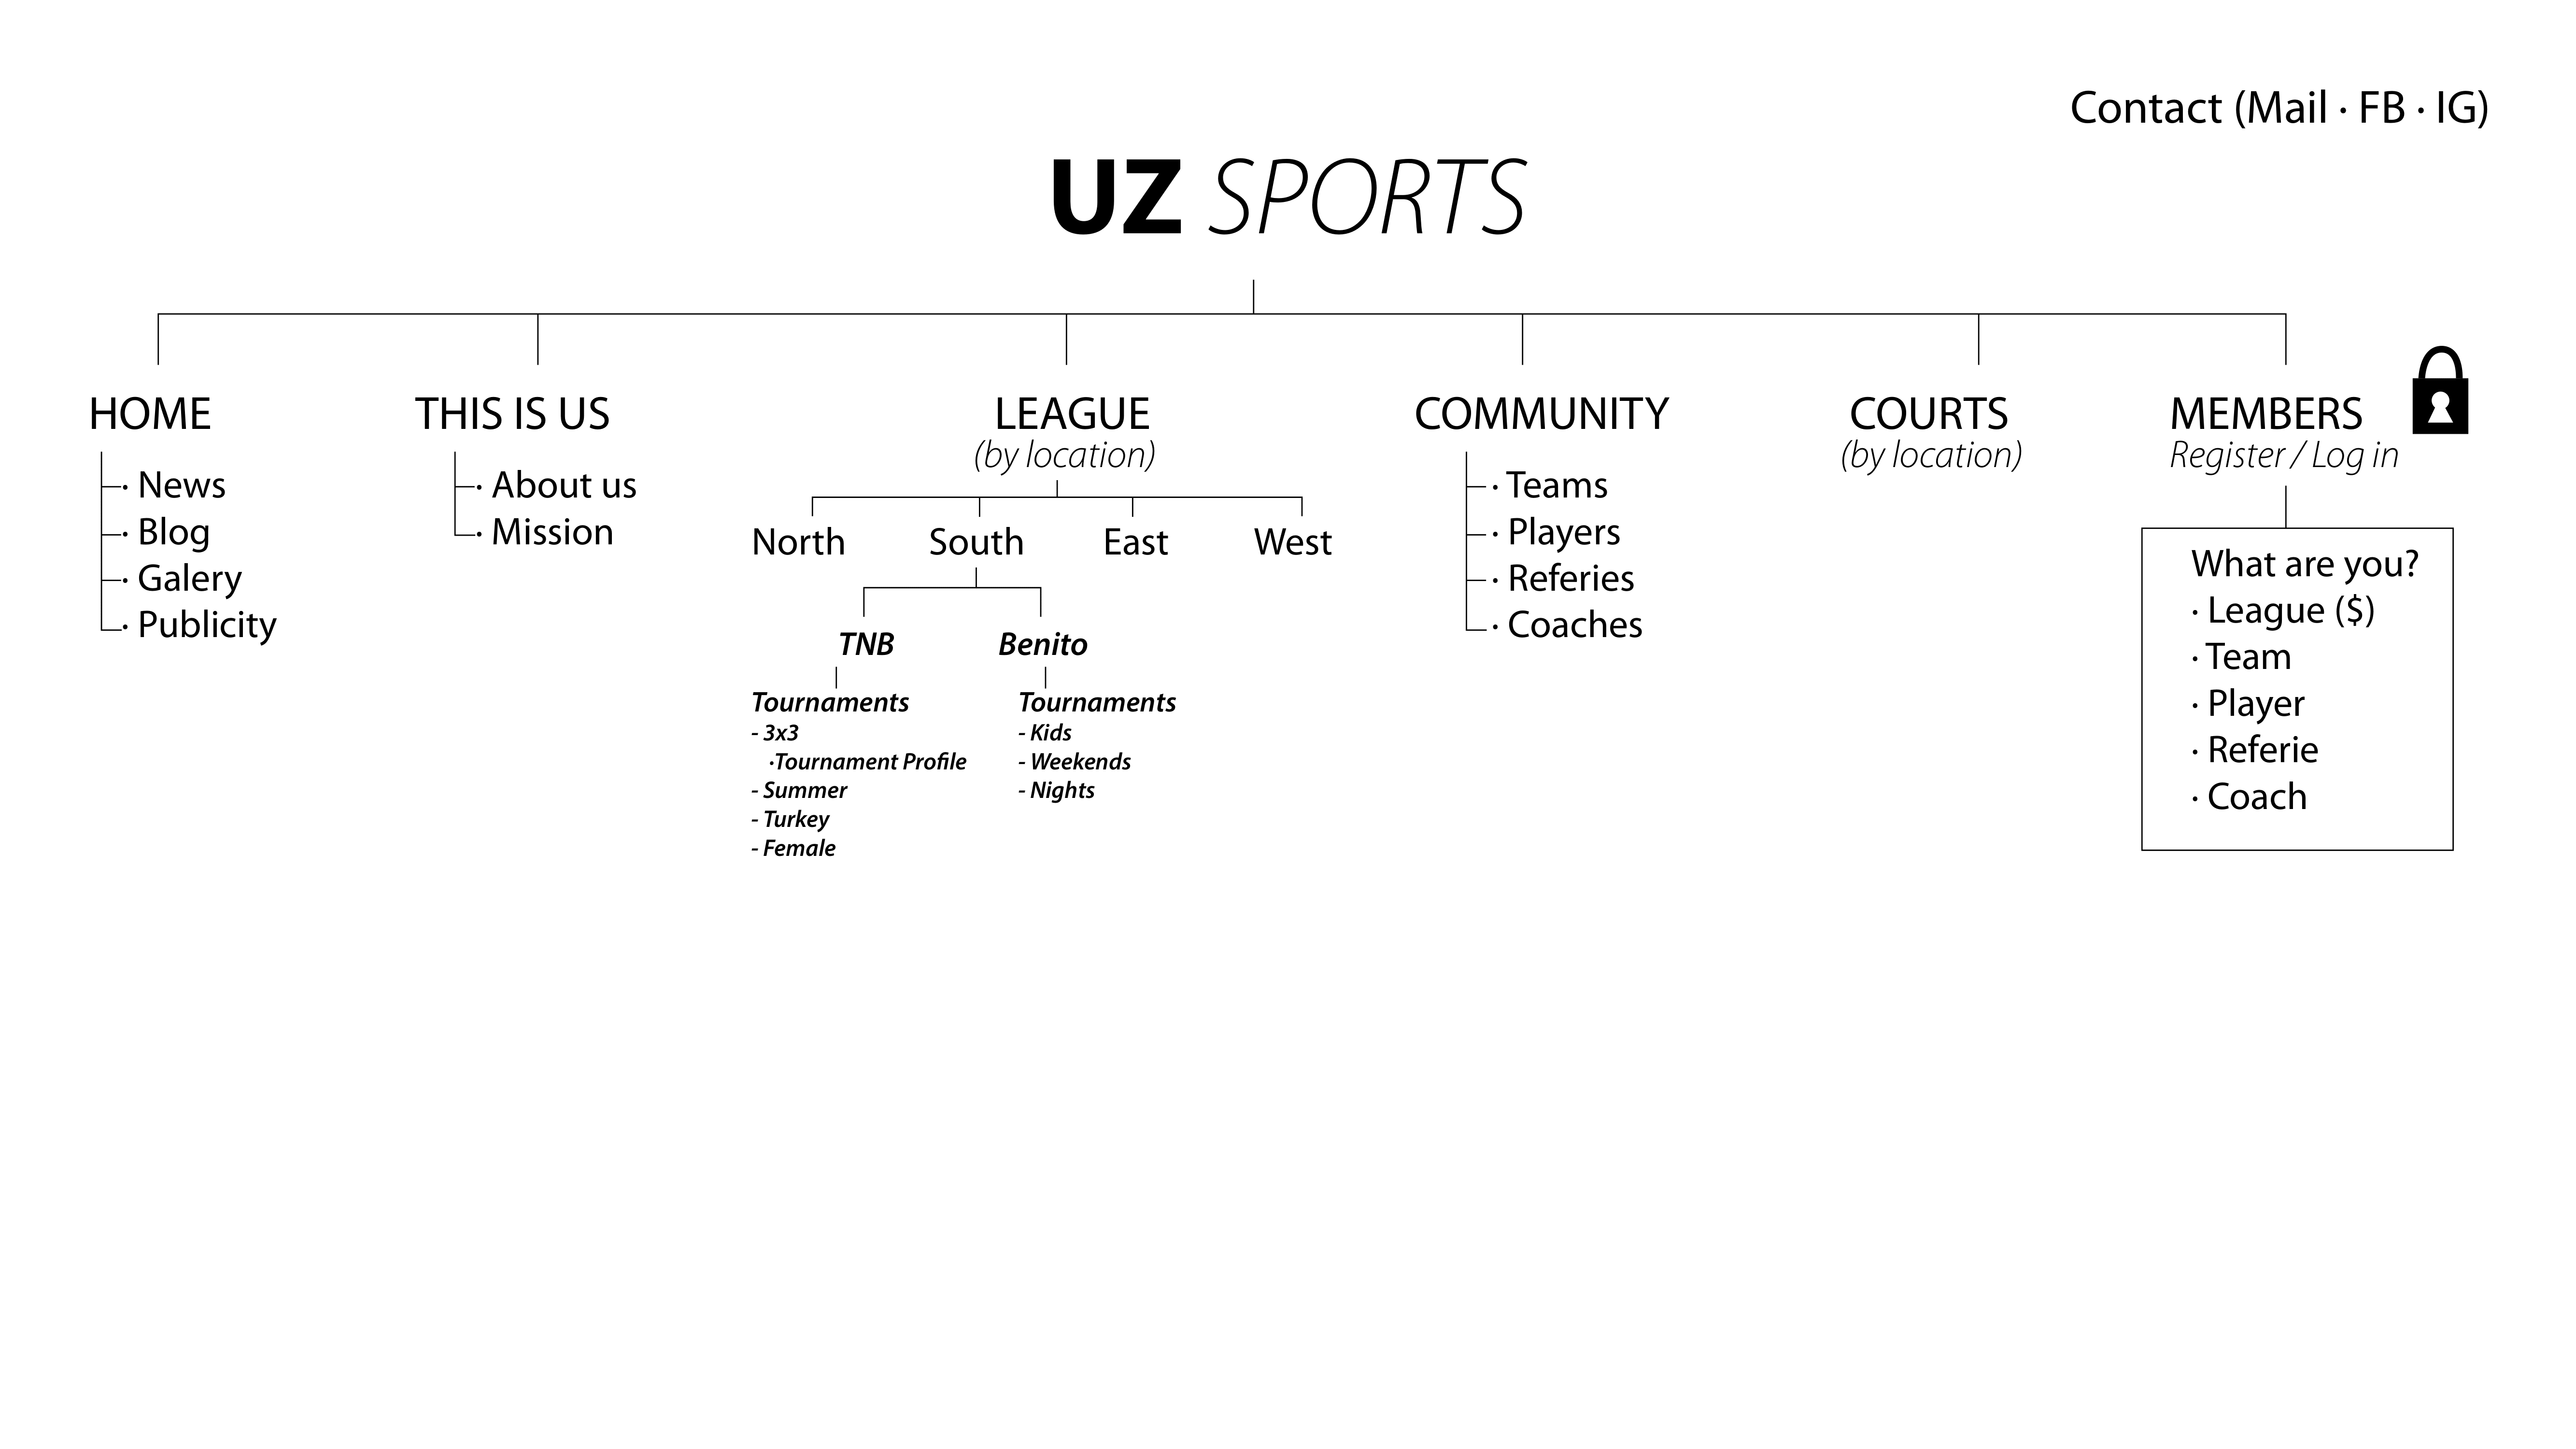 Contact (Mail · FB · IG)
UZ SPORTS
HOME
· News
· Blog
· Galery
· Publicity
THIS IS US
· About us
· Mission
LEAGUE
(by location)
North
South
East
West
TNB
Tournaments
- 3x3
·Tournament Profile
- Summer
- Turkey
- Female
Benito
Tournaments
- Kids
- Weekends
- Nights
COMMUNITY
· Teams
· Players
· Referies
· Coaches
COURTS
(by location)
MEMBERS
Register / Log in
What are you?
· League ($)
· Team
· Player
· Referie
· Coach